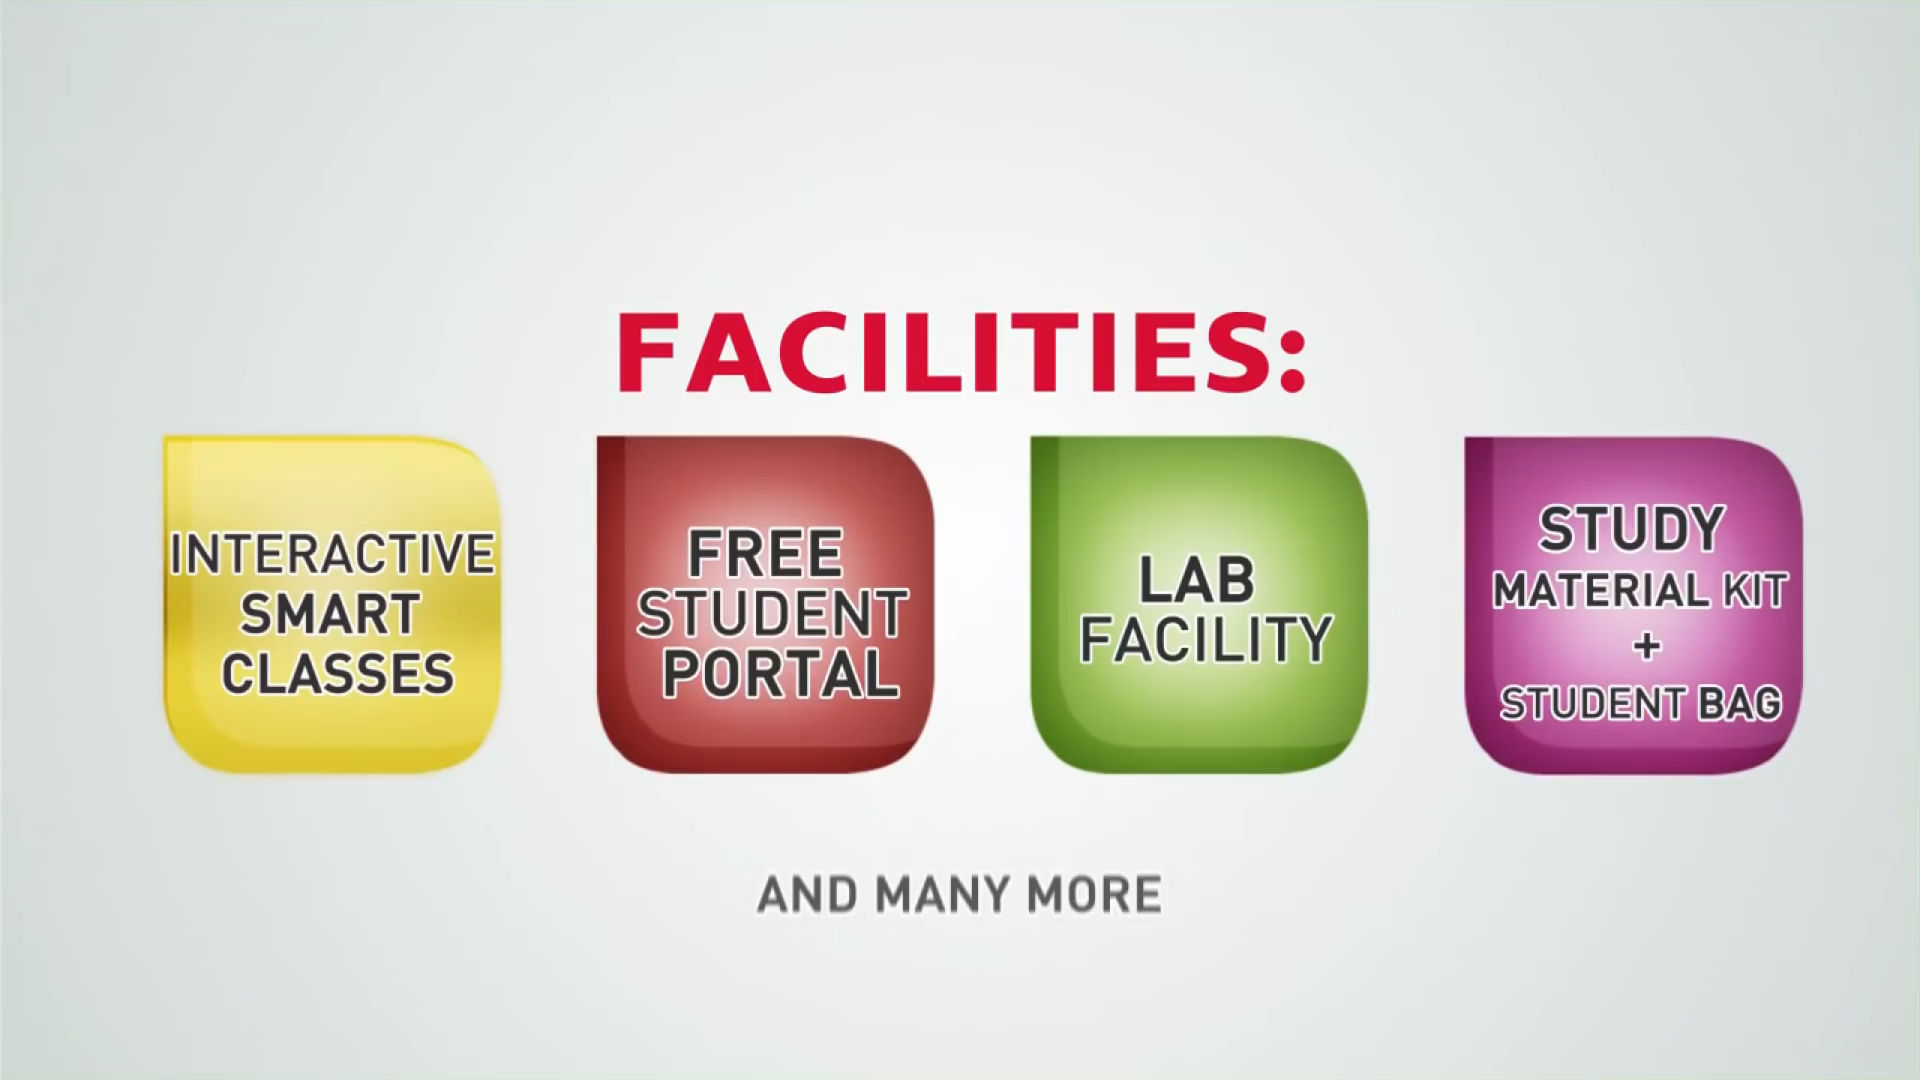 FACILITIES:
INTERACTIVE
SMART
CLASSES
FREE
STUDENT
PORTAL
LAB
FACILITY
STUDY
MATERIAL KIT
+
STUDENT BAG
AND MANY MORE